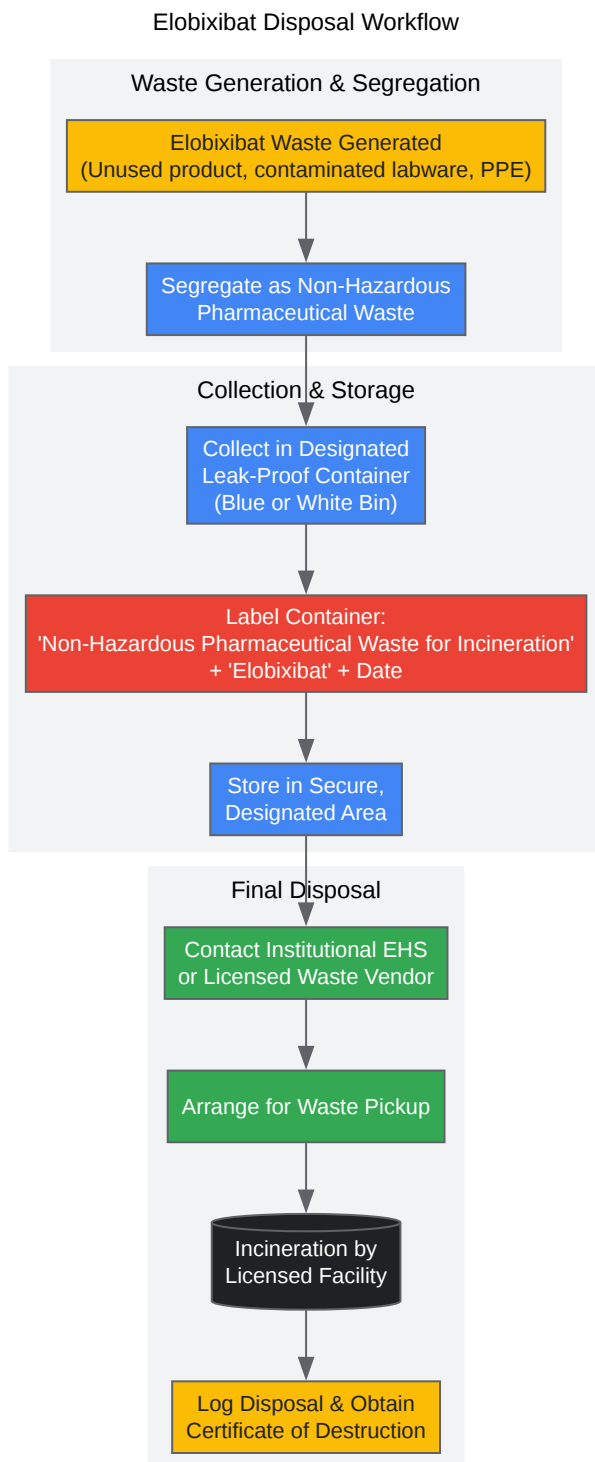 Elobixibat Disposal Workflow
Waste Generation & Segregation
Elobixibat Waste Generated
(Unused product, contaminated labware, PPE)
Segregate as Non-Hazardous
Pharmaceutical Waste
Collection & Storage
Collect in Designated
Leak-Proof Container
(Blue or White Bin)
Label Container:
'Non-Hazardous Pharmaceutical Waste for Incineration'
+ 'Elobixibat' + Date
Store in Secure,
Designated Area
Final Disposal
Contact Institutional EHS
or Licensed Waste Vendor
Arrange for Waste Pickup
Incineration by
Licensed Facility
Log Disposal & Obtain
Certificate of Destruction